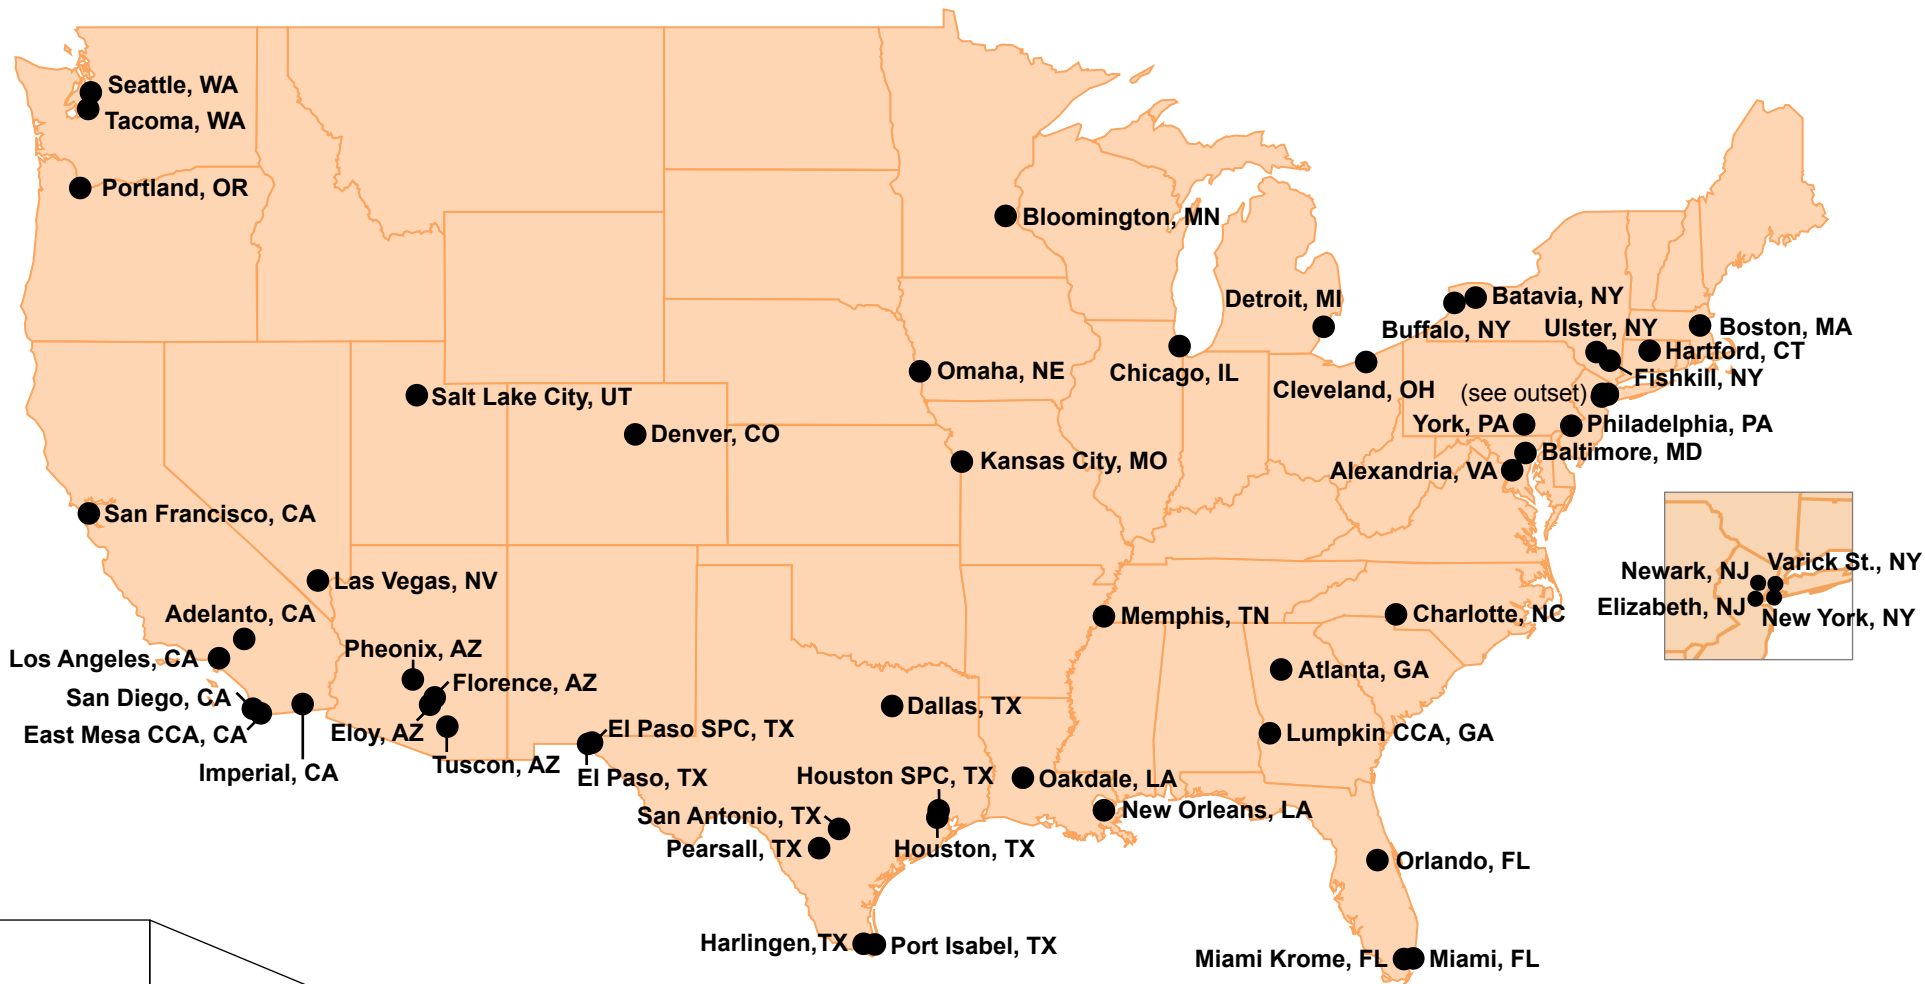 Seattle, WA
Tacoma, WA
Portland, OR
Bloomington, MN
Detroit, MI
Batavia, NY
Buffalo, NY
Ulster, NY
Boston, MA
Hartford, CT
Fishkill, NY
Omaha, NE
Chicago, IL
Cleveland, OH
(see outset)
Salt Lake City, UT
Denver, CO
York, PA
Philadelphia, PA
Baltimore, MD
Kansas City, MO
Alexandria, VA
San Francisco, CA
Las Vegas, NV
Newark, NJ
Varick St., NY
Elizabeth, NJ
New York, NY
Adelanto, CA
Memphis, TN
Charlotte, NC
Los Angeles, CA
Pheonix, AZ
Florence, AZ
Atlanta, GA
San Diego, CA
East Mesa CCA, CA
Imperial, CA
Eloy, AZ
Tuscon, AZ
El Paso SPC, TX
El Paso, TX
Dallas, TX
Lumpkin CCA, GA
Houston SPC, TX
Oakdale, LA
San Antonio, TX
New Orleans, LA
Pearsall, TX
Houston, TX
Orlando, FL
Harlingen,TX
Port Isabel, TX
Miami Krome, FL
Miami, FL